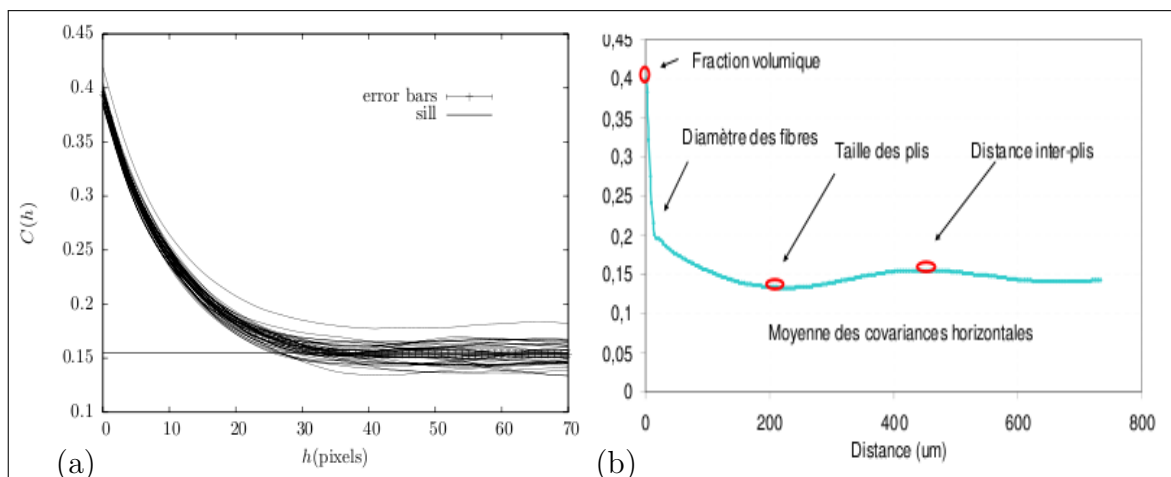 0.45
0.4
0.35
0.3
0.25
0.2
0.15
0.1
C(h)
error bars
sill
0 10 20 30 40 50 60 70
h(pixels)
(a)
0,45
0,4
0,35
0,3
0,25
0,2
0,15
0,1
0,05
0
Fraction volumique
Diamètre des fibres
Taille des plis
Distance inter-plis
Moyenne des covariances horizontales
0 200 400 600 800
Distance (um)
(b)